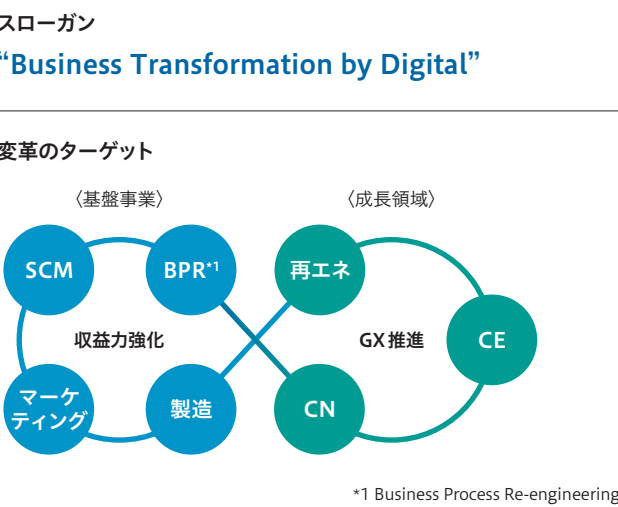 スローガン
“Business Transformation by Digital”
変革のターゲット
〈基盤事業〉
〈成長領域〉
SCM
BPR*1
再エネ
収益力強化
GX推進
CE
マーケ
ティング
製造
CN
*1 Business Process Re-engineering